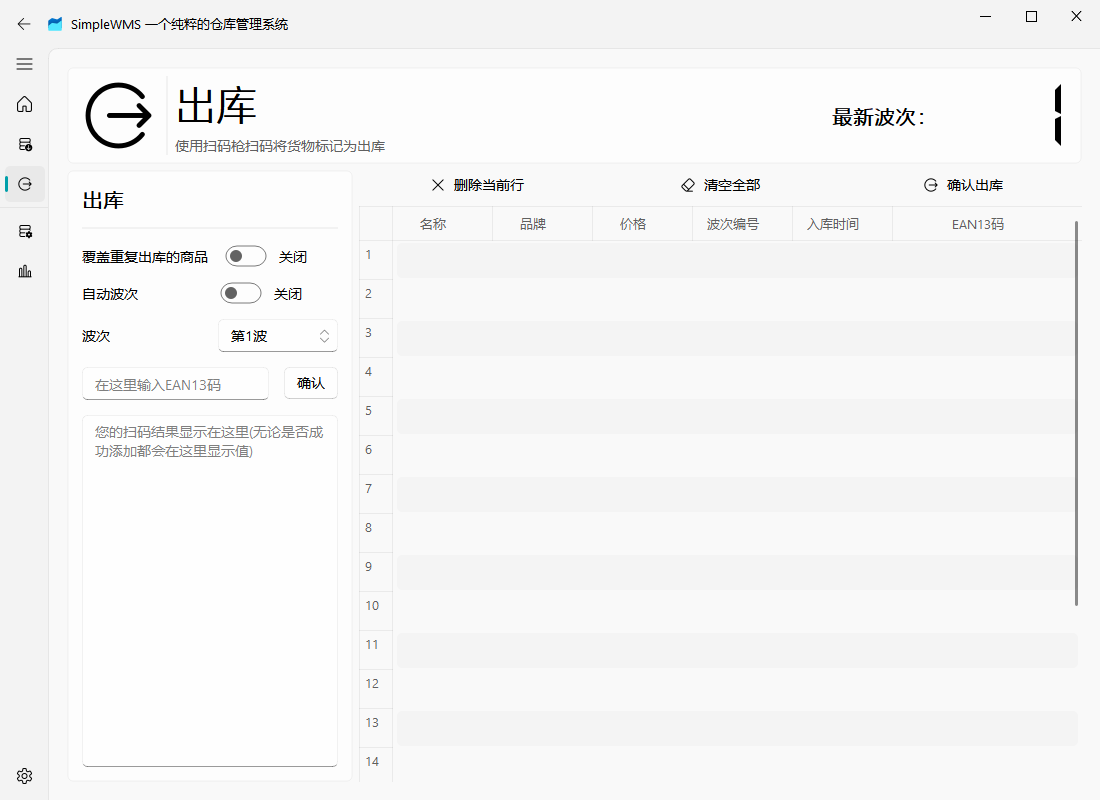 SimpleWMS 一个纯粹的仓库管理系统
出库
使用扫码枪扫码将货物标记为出库
最新波次：
1
出库
覆盖重复出库的商品
关闭
自动波次
关闭
波次
第1波
在这里输入EAN13码
确认
您的扫码结果显示在这里(无论是否成
功添加都会在这里显示值)
删除当前行
清空全部
确认出库
名称
品牌
价格
波次编号
入库时间
EAN13码
1
2
3
4
5
6
7
8
9
10
11
12
13
14